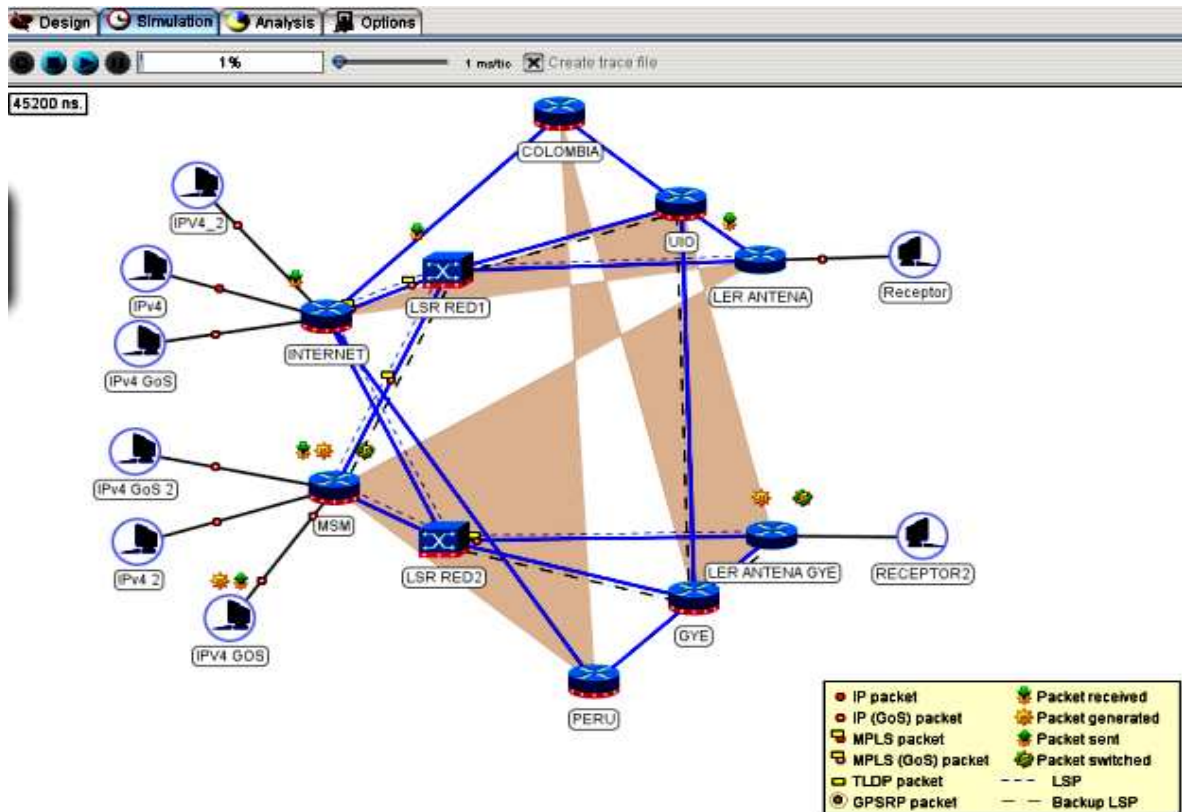 Design Simulation Analysis Options
1% 1 ms/tic Create trace file
45200 ns.
COLOMBIA
IPV4_2
UIO
IPv4
LSR RED1
LER ANTENA
Receptor
INTERNET
IPv4 GoS
IPv4 GoS 2
MSM
IPv4 2
LSR RED2
LER ANTENA GYE
RECEPTOR2
GYE
IPV4 GOS
PERU
IP packet
IP (GoS) packet
MPLS packet
MPLS (GoS) packet
TLDP packet
GPSRP packet
Packet received
Packet generated
Packet sent
Packet switched
LSP
Backup LSP